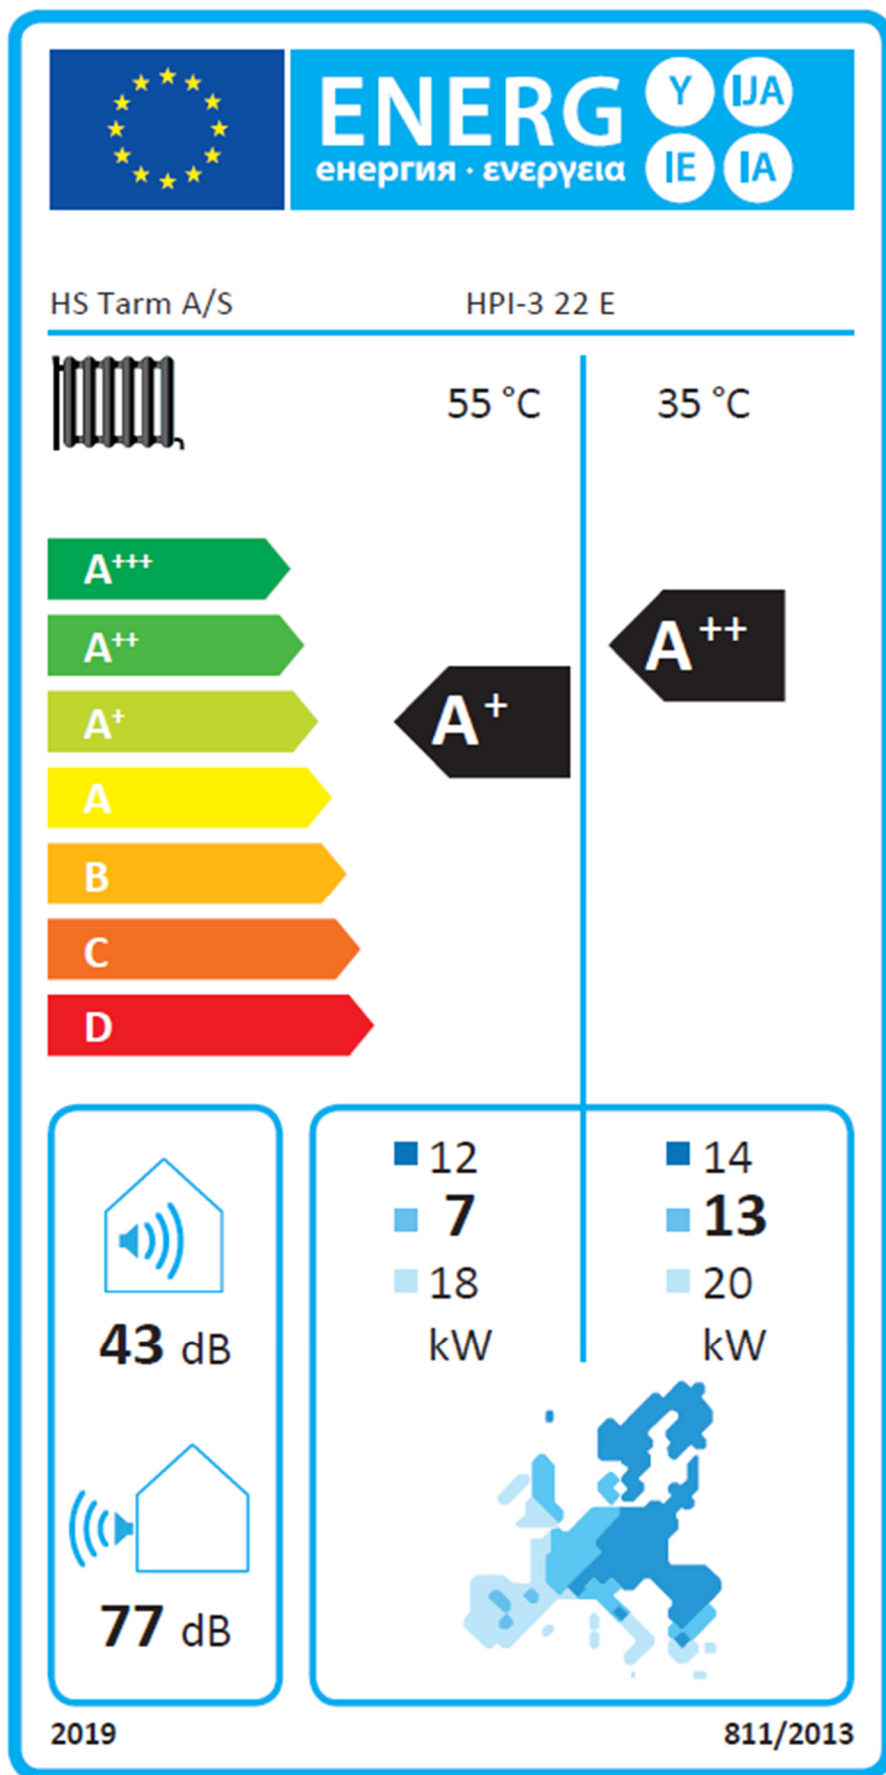 ENERG Y IJA
енергия · ενεργεια IE IA
HS Tarm A/S HPI-3 22 E
55 °C 35 °C
A+++
A++ A++
A+ A+
A
B
C
D
12 14
7 13
18 20
kW kW
43 dB
77 dB
2019 811/2013